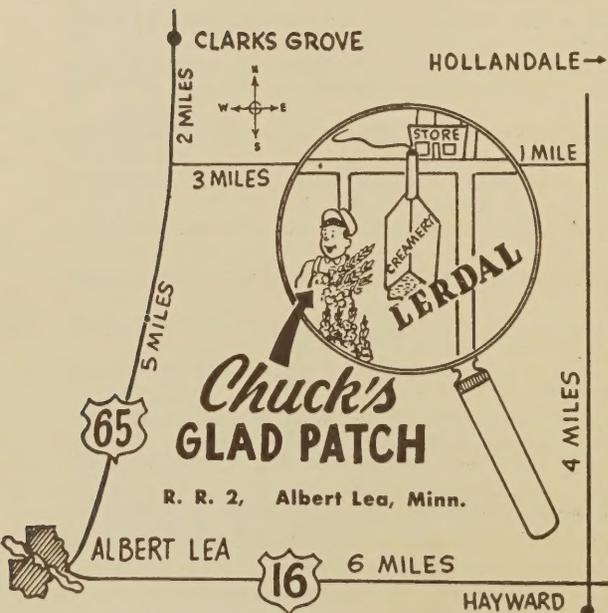 CLARKS GROVE
HOLLANDALE
2 MILES
N
W E
S
STORE
3 MILES
1 MILE
CREAMERY
LERDAL
5 MILES
Chuck's
GLAD PATCH
65
4 MILES
R. R. 2, Albert Lea, Minn.
ALBERT LEA
16
6 MILES
HAYWARD